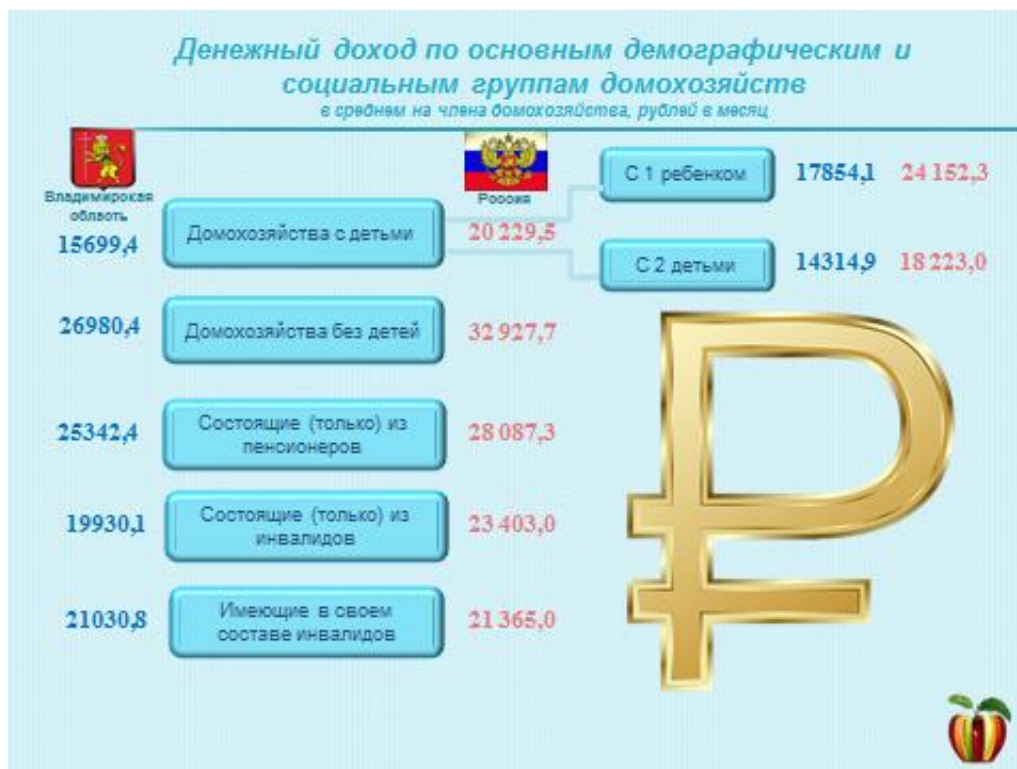 Денежный доход по основным демографическим и
социальным группам домохозяйств
в среднем на члена домохозяйства, рублей в месяц
Владимирская
область
Россия
С 1 ребенком
17854,1
24 152,3
15699,4
Домохозяйства с детьми
20 229,5
С 2 детьми
14314,9
18 223,0
26980,4
Домохозяйства без детей
32 927,7
25342,4
Состоящие (только) из
пенсионеров
28 087,3
19930,1
Состоящие (только) из
инвалидов
23 403,0
21030,8
Имеющие в своем
составе инвалидов
21 365,0